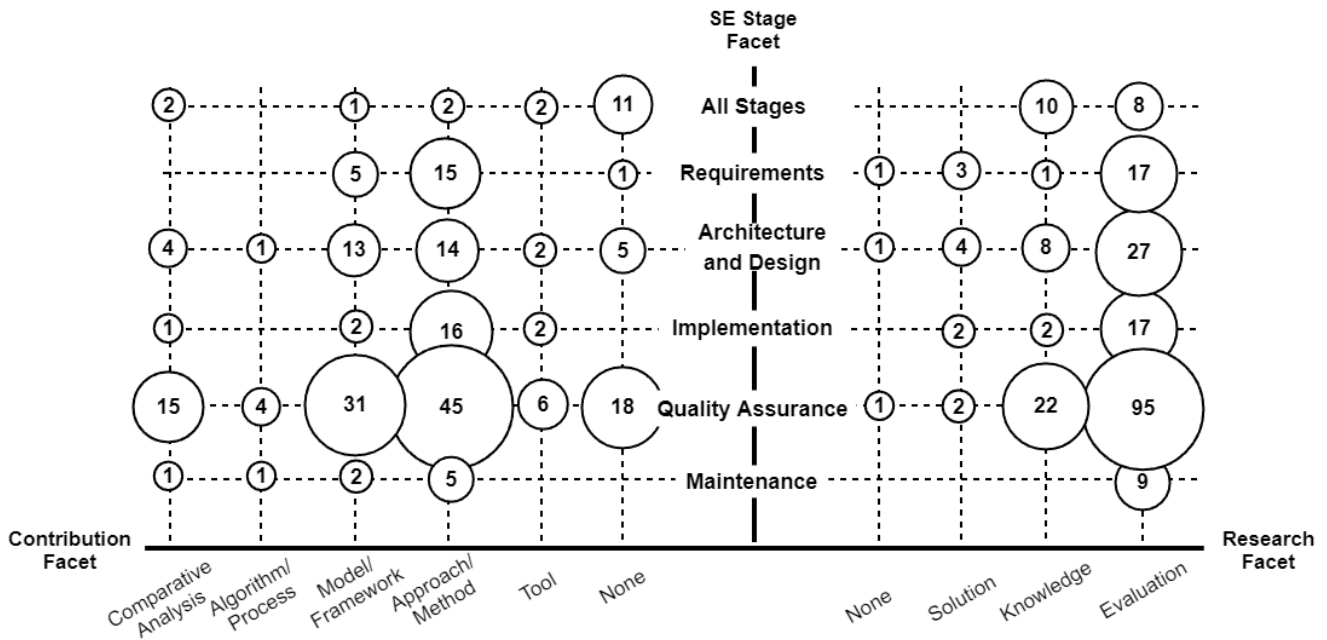 SE Stage
Facet
2 1 2 2 11 All Stages 10 8
5 15 1 Requirements 1 3 1 17
4 1 13 14 2 5 Architecture
and Design 1 4 8 27
1 2 16 2 Implementation 2 2 17
15 4 31 45 6 18 Quality Assurance 1 2 22 95
1 1 2 5 Maintenance 9
Contribution
Facet
Research
Facet
Comparative
Analysis
Algorithm/
Process
Model/
Framework
Approach/
Method
Tool
None
None
Solution
Knowledge
Evaluation